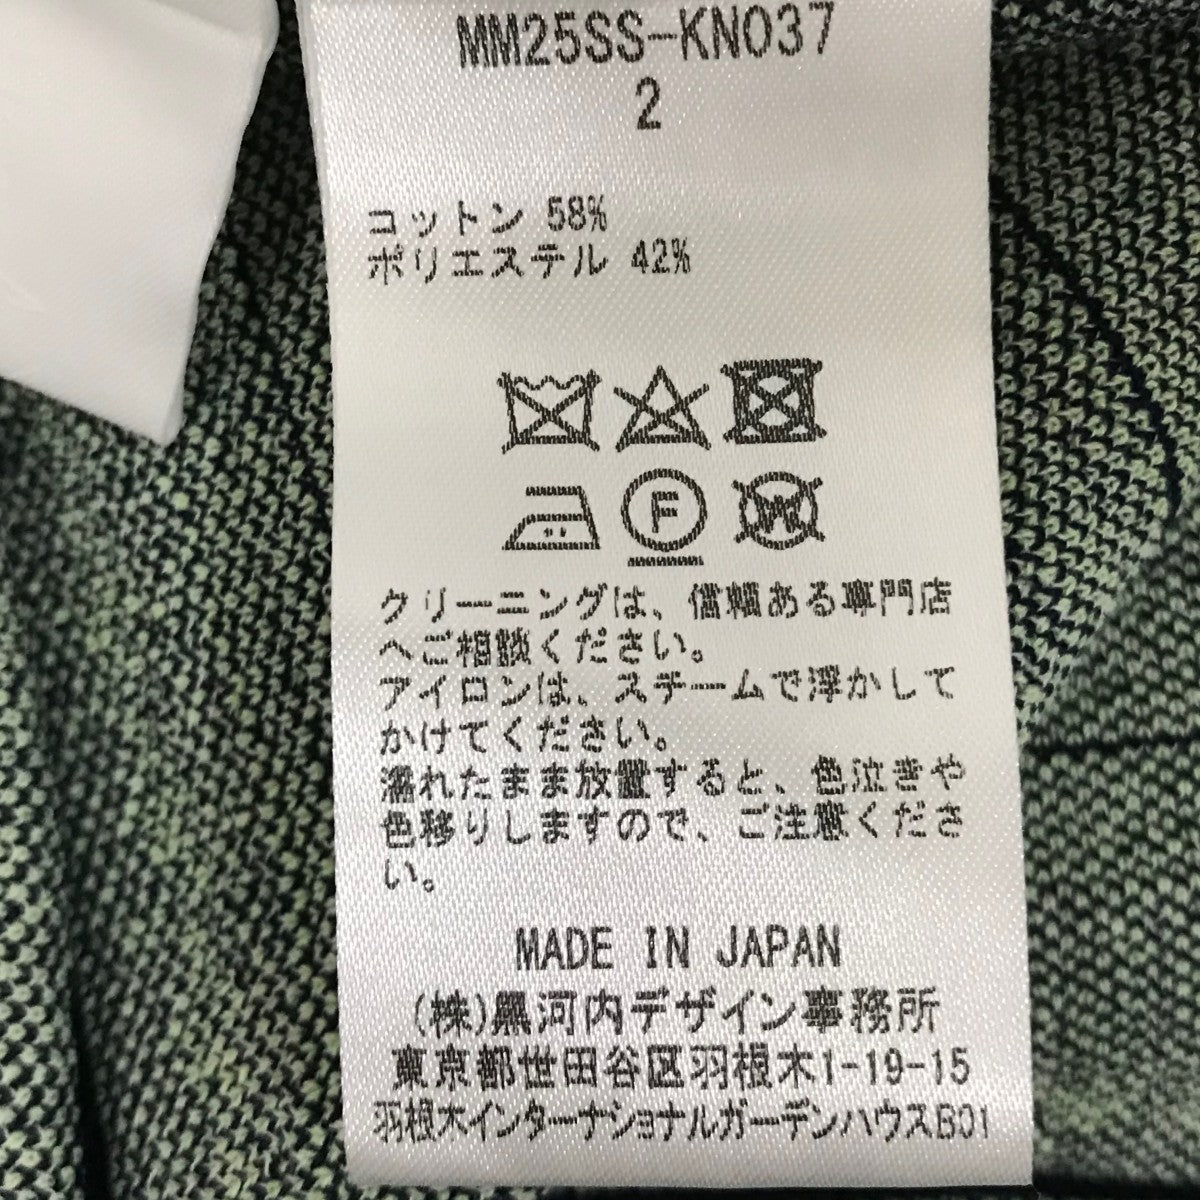 MM25SS-KN037
2
コットン 58%
ポリエステル 42%
F
W
クリーニングは、信頼ある専門店
へご相談ください。
アイロンは、スチームで浮かして
かけてください。
濡れたまま放置すると、色泣きや
色移りしますので、ご注意くださ
い。
MADE IN JAPAN
(株)黒河内デザイン事務所
東京都世田谷区羽根木1-19-15
羽根木インターナショナルガーデンハウスB01